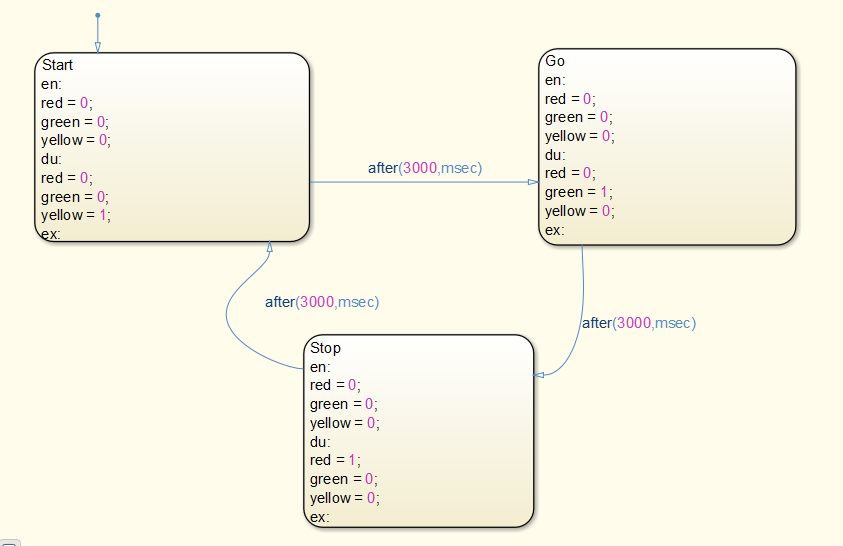 Start
en:
red = 0;
green = 0;
yellow = 0;
du:
red = 0;
green = 0;
yellow = 1;
ex:
after(3000,msec)
Go
en:
red = 0;
green = 0;
yellow = 0;
du:
red = 0;
green = 1;
yellow = 0;
ex:
after(3000,msec)
after(3000,msec)
Stop
en:
red = 0;
green = 0;
yellow = 0;
du:
red = 1;
green = 0;
yellow = 0;
ex: